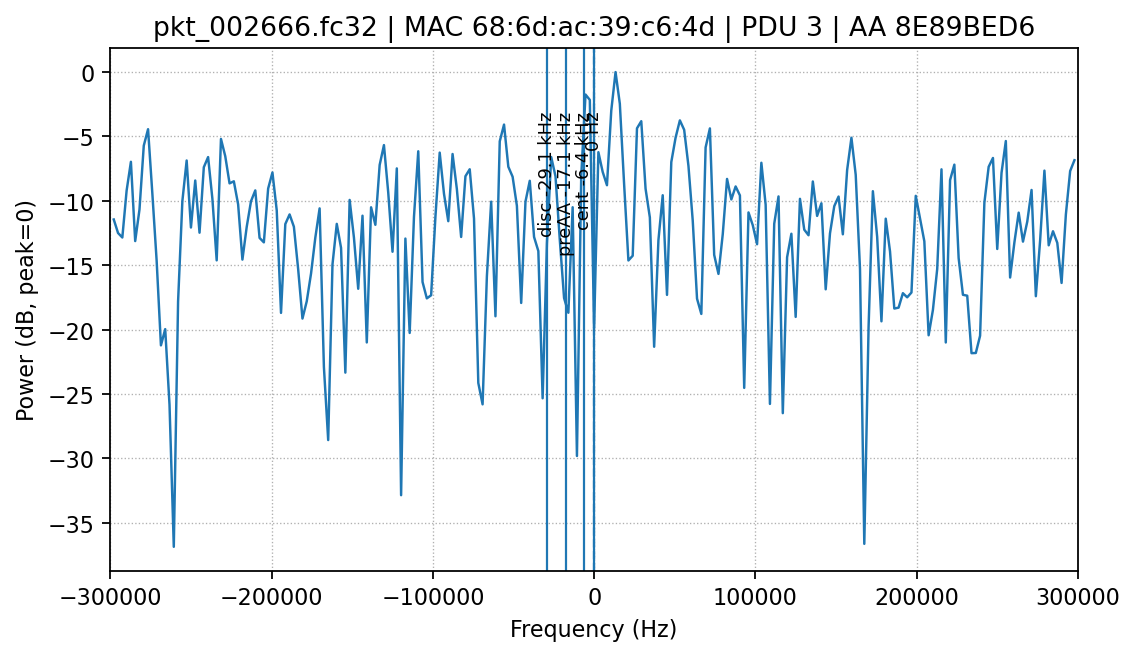 pkt_002666.fc32 | MAC 68:6d:ac:39:c6:4d | PDU 3 | AA 8E89BED6
Power (dB, peak=0)
0
−5
−10
−15
−20
−25
−30
−35
disc -29.1 kHz
preAA -17.1 kHz
cent -6.4 kHz
0 Hz
−300000
−200000
−100000
0
100000
200000
300000
Frequency (Hz)